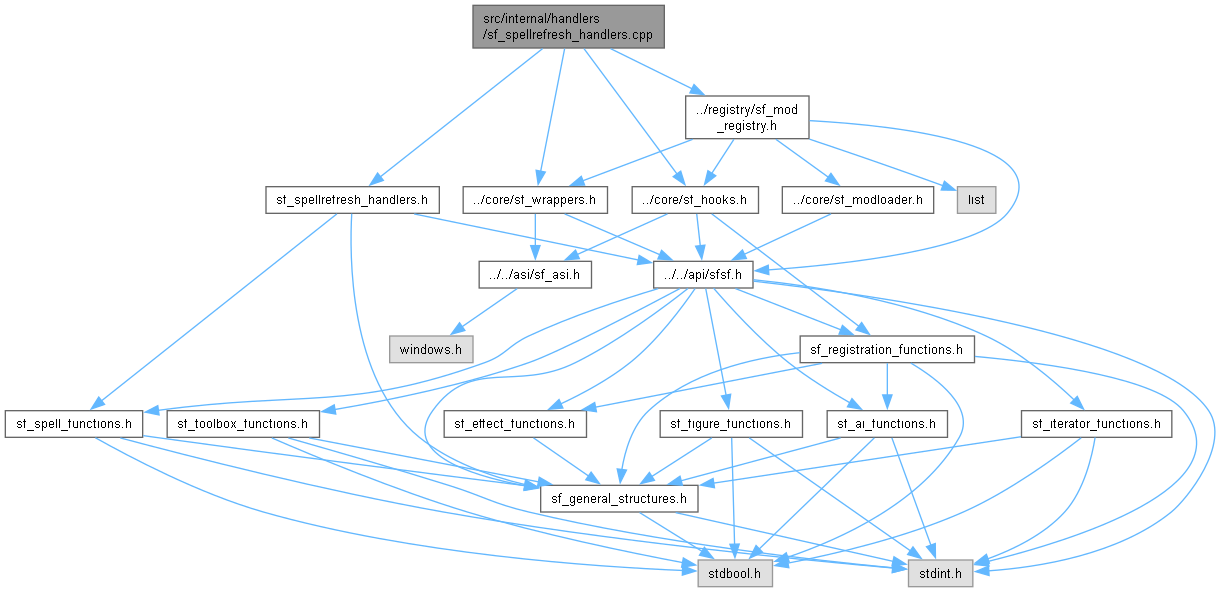 src/internal/handlers
/sf_spellrefresh_handlers.cpp
../registry/sf_mod
_registry.h
sf_spellrefresh_handlers.h
../core/sf_wrappers.h
../core/sf_hooks.h
../core/sf_modloader.h
list
../../asi/sf_asi.h
../../api/sfsf.h
windows.h
sf_registration_functions.h
sf_spell_functions.h
sf_toolbox_functions.h
sf_effect_functions.h
sf_figure_functions.h
sf_ai_functions.h
sf_iterator_functions.h
sf_general_structures.h
stdbool.h
stdint.h